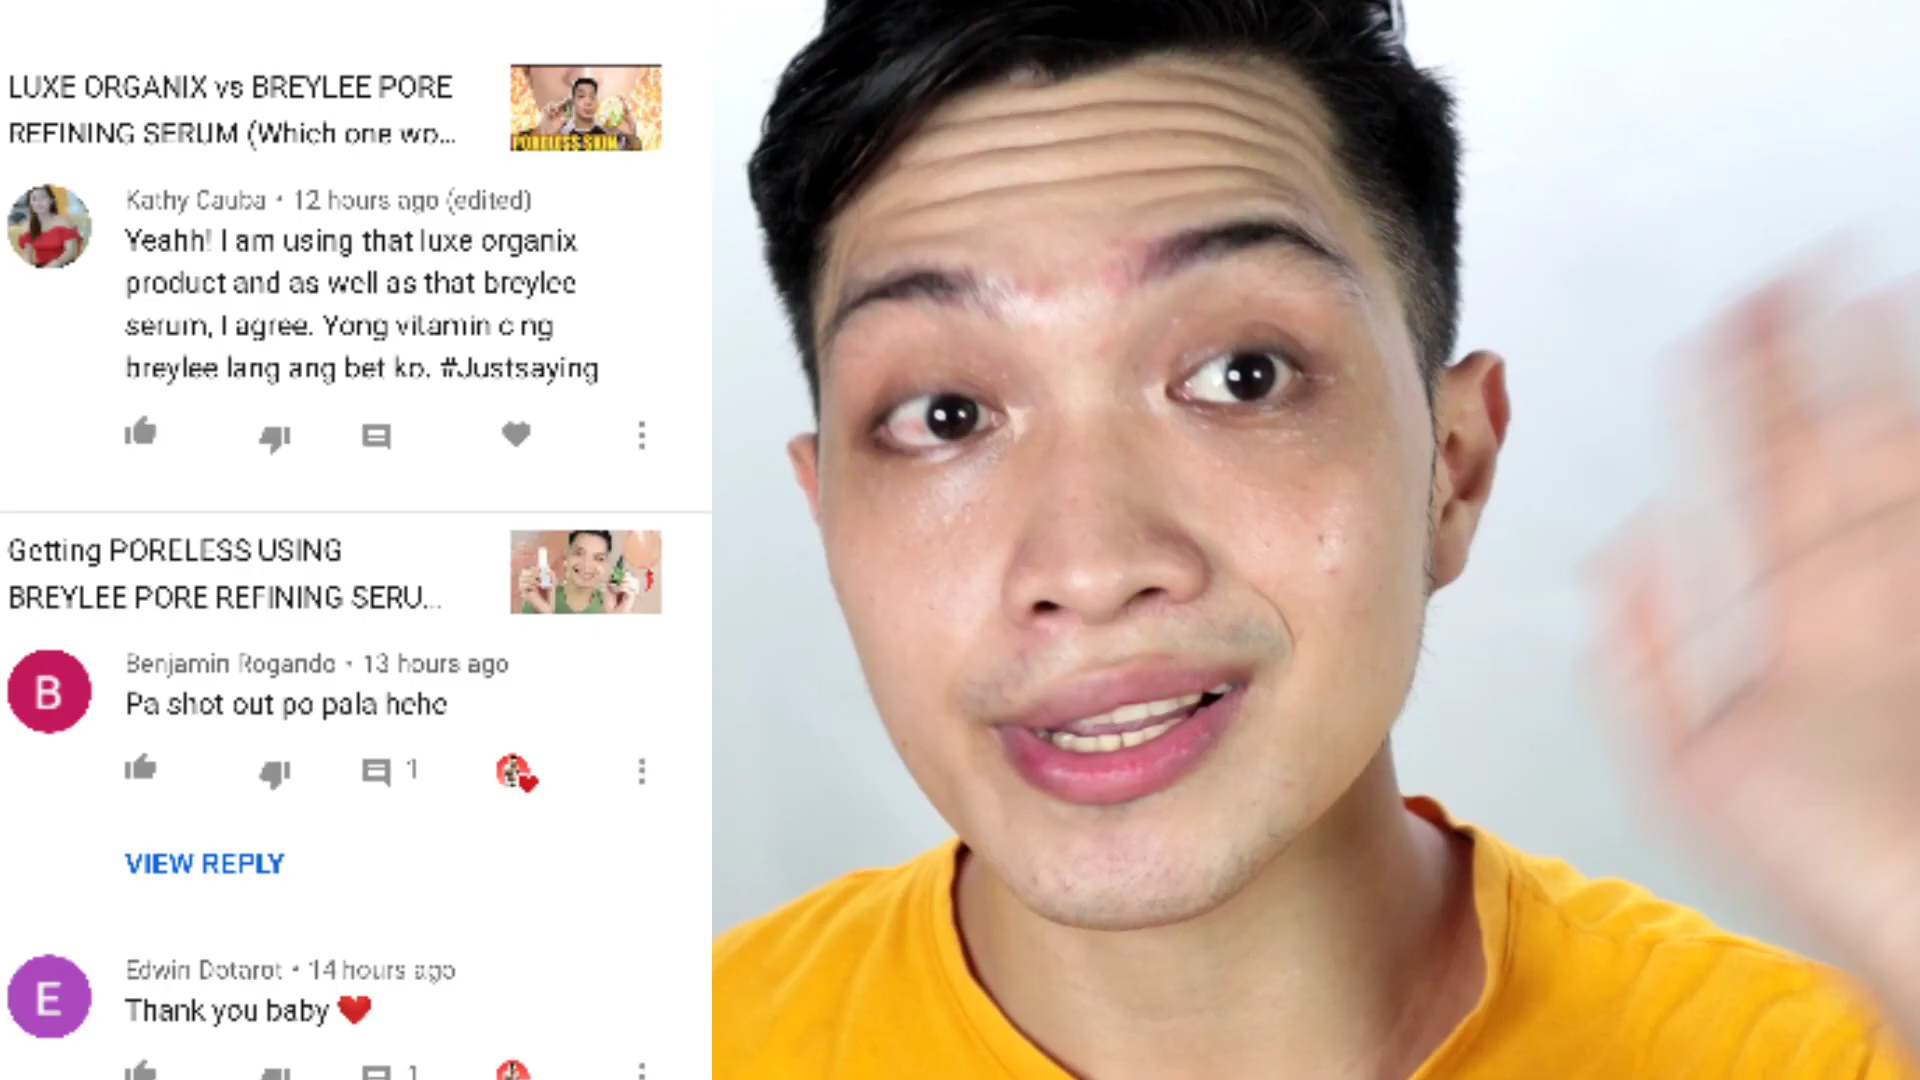 LUXE ORGANIX vs BREYLEE PORE
REFINING SERUM (Which one wo...
PORELESS SKIN
Kathy Cauba • 12 hours ago (edited)
Yeahh! I am using that luxe organix
product and as well as that breylee
serum, I agree. Yong vitamin c ng
breylee lang ang bet ko. #Justsaying
Getting PORELESS USING
BREYLEE PORE REFINING SERU...
B
Benjamin Rogando • 13 hours ago
Pa shot out po pala hehe
1
VIEW REPLY
E
Edwin Dotarot • 14 hours ago
Thank you baby ❤️
1